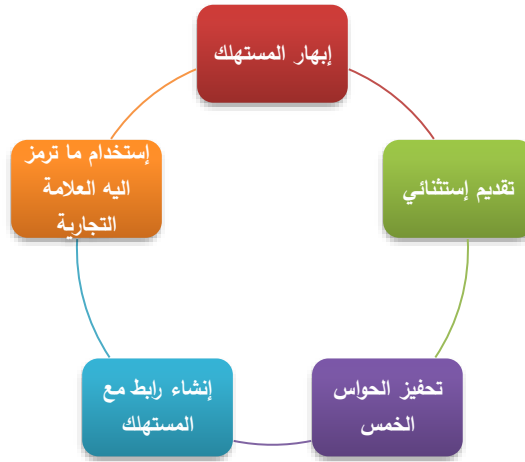 إبهار المستهلك
تقديم إستثنائي
تحفيز الحواس
الخمس
إنشاء رابط مع
المستهلك
إستخدام ما ترمز
اليه العلامة
التجارية